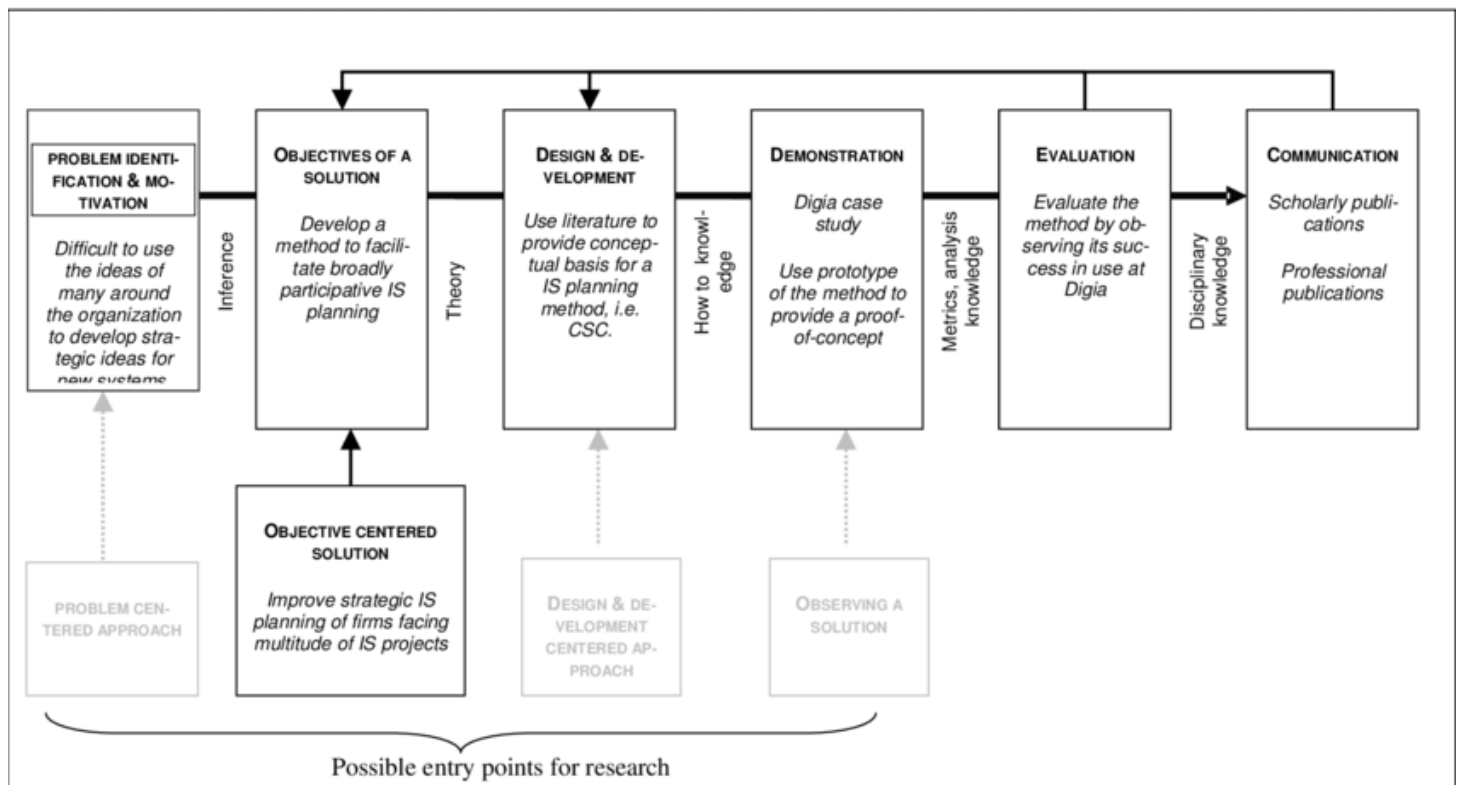 PROBLEM IDENTI-
FICATION & MO-
TIVATION
Difficult to use
the ideas of
many around
the organization
to develop stra-
tegic ideas for
new systems
Inference
OBJECTIVES OF A
SOLUTION
Develop a
method to facili-
tate broadly
participative IS
planning
Theory
DESIGN & DE-
VELOPMENT
Use literature to
provide concep-
tual basis for a
IS planning
method, i.e.
CSC.
How to knowl-
edge
DEMONSTRATION
Digia case
study
Use prototype
of the method to
provide a proof-
of-concept
Metrics, analysis
knowledge
EVALUATION
Evaluate the
method by ob-
serving its suc-
cess in use at
Digia
Disciplinary
knowledge
COMMUNICATION
Scholarly publi-
cations
Professional
publications
PROBLEM CEN-
TERED APPROACH
OBJECTIVE CENTERED
SOLUTION
Improve strategic IS
planning of firms facing
multitude of IS projects
DESIGN & DE-
VELOPMENT
CENTERED AP-
PROACH
OBSERVING A
SOLUTION
Possible entry points for research